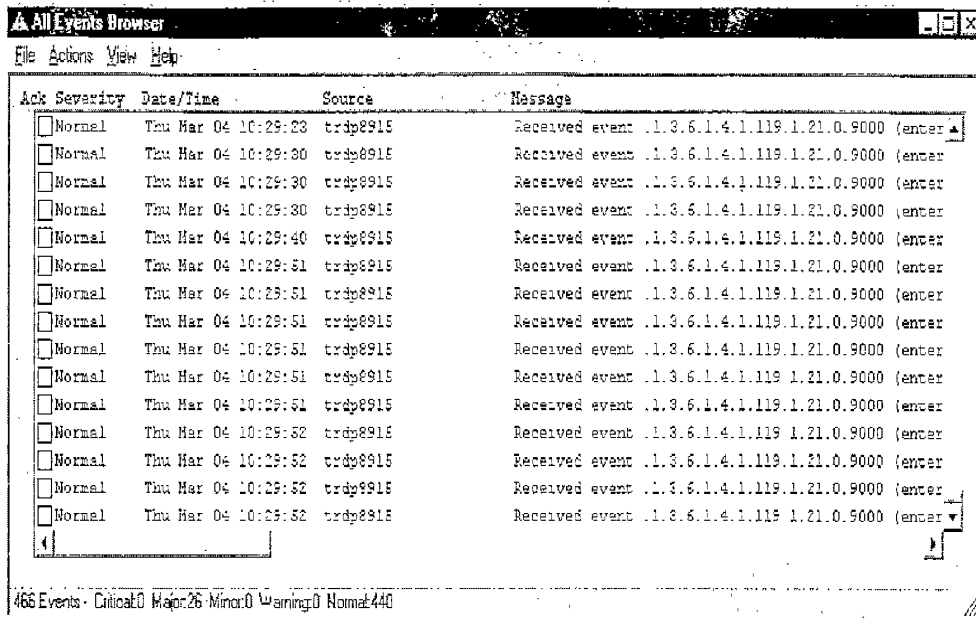 All Events Browser
File Actions View Help
Ack Severity Date/Time Source Message
Normal Thu Mar 04 10:29:23 trdp8915 Received event .1.3.6.1.4.1.119.1.21.0.9000 (enter
Normal Thu Mar 04 10:29:30 trdp8915 Received event .1.3.6.1.4.1.119.1.21.0.9000 (enter
Normal Thu Mar 04 10:29:30 trdp8915 Received event .1.3.6.1.4.1.119.1.21.0.9000 (enter
Normal Thu Mar 04 10:29:30 trdp8915 Received event .1.3.6.1.4.1.119.1.21.0.9000 (enter
Normal Thu Mar 04 10:29:40 trdp8915 Received event .1.3.6.1.4.1.119.1.21.0.9000 (enter
Normal Thu Mar 04 10:29:51 trdp8915 Received event .1.3.6.1.4.1.119.1.21.0.9000 (enter
Normal Thu Mar 04 10:29:51 trdp8915 Received event .1.3.6.1.4.1.119.1.21.0.9000 (enter
Normal Thu Mar 04 10:29:51 trdp8915 Received event .1.3.6.1.4.1.119.1.21.0.9000 (enter
Normal Thu Mar 04 10:29:51 trdp8915 Received event .1.3.6.1.4.1.119.1.21.0.9000 (enter
Normal Thu Mar 04 10:29:51 trdp8915 Received event .1.3.6.1.4.1.119.1.21.0.9000 (enter
Normal Thu Mar 04 10:29:51 trdp8915 Received event .1.3.6.1.4.1.119.1.21.0.9000 (enter
Normal Thu Mar 04 10:29:52 trdp8915 Received event .1.3.6.1.4.1.119.1.21.0.9000 (enter
Normal Thu Mar 04 10:29:52 trdp8915 Received event .1.3.6.1.4.1.119.1.21.0.9000 (enter
Normal Thu Mar 04 10:29:52 trdp8915 Received event .1.3.6.1.4.1.119.1.21.0.9000 (enter
Normal Thu Mar 04 10:29:52 trdp8915 Received event .1.3.6.1.4.1.119.1.21.0.9000 (enter
466 Events - Critical:0 Major:26 Minor:0 Warning:0 Normal:440